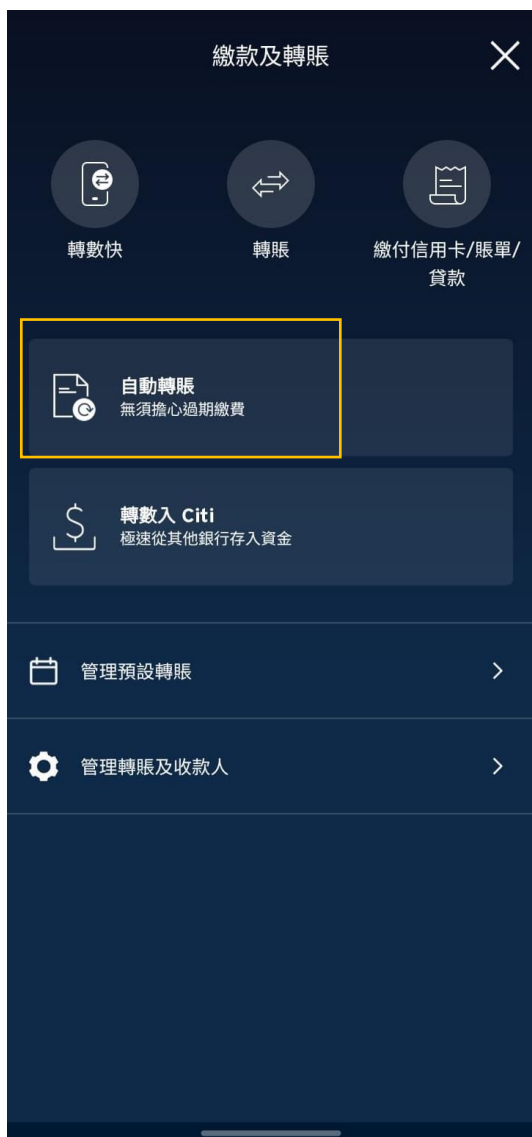 繳款及轉賬
轉數快
轉賬
繳付信用卡/賬單/
貸款
自動轉賬
無須擔心過期繳費
轉數入 Citi
極速從其他銀行存入資金
管理預設轉賬
管理轉賬及收款人